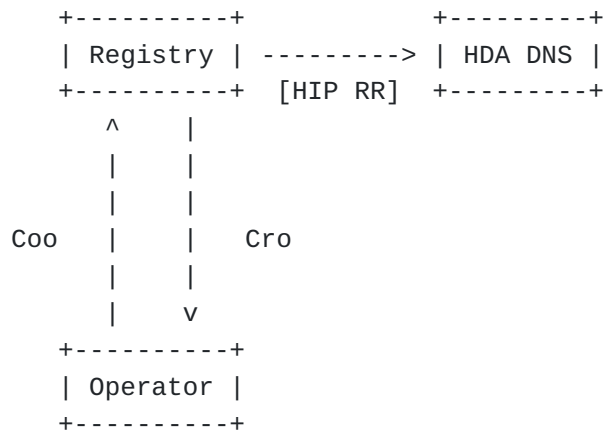 +----------+            +---------+
| Registry | ---------> | HDA DNS |
+----------+  [HIP RR]  +---------+
^    |
|    |
|    |
Coo   |    |   Cro
|    |
|    v
+----------+
| Operator |
+----------+